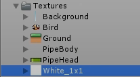 Textures
Background
Bird
Ground
PipeBody
PipeHead
White_1x1